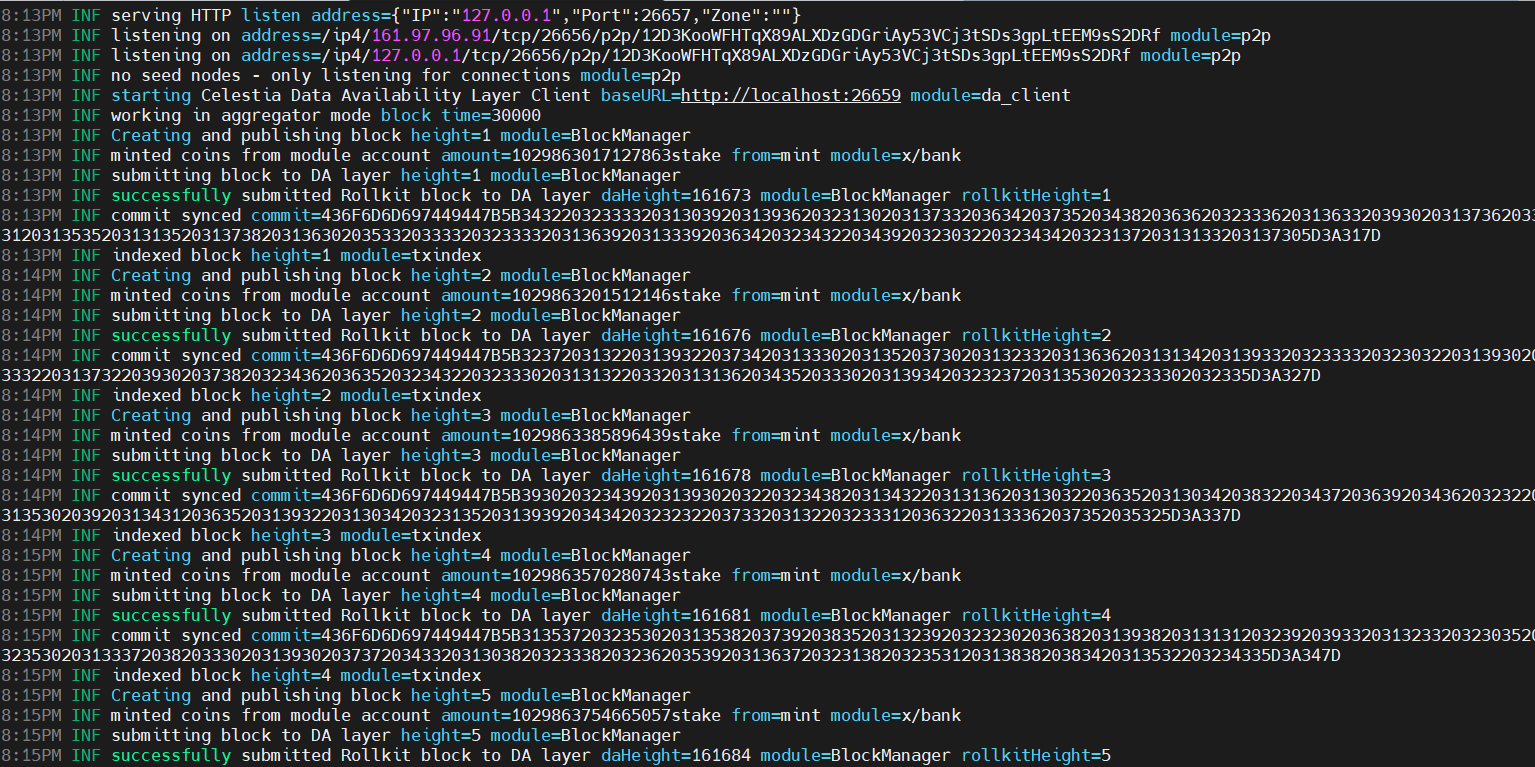 8:13PM INF serving HTTP listen address={"IP":"127.0.0.1","Port":26657,"Zone":""}
8:13PM INF listening on address=/ip4/161.97.96.91/tcp/26656/p2p/12D3KooWFHTqX89ALXDzGDGriAy53VCj3tSDs3gpLtEEM9sS2DRf module=p2p
8:13PM INF listening on address=/ip4/127.0.0.1/tcp/26656/p2p/12D3KooWFHTqX89ALXDzGDGriAy53VCj3tSDs3gpLtEEM9sS2DRf module=p2p
8:13PM INF no seed nodes - only listening for connections module=p2p
8:13PM INF starting Celestia Data Availability Layer Client baseURL=http://localhost:26659 module=da_client
8:13PM INF working in aggregator mode block time=30000
8:13PM INF Creating and publishing block height=1 module=BlockManager
8:13PM INF minted coins from module account amount=1029863017127863stake from=mint module=x/bank
8:13PM INF submitting block to DA layer height=1 module=BlockManager
8:13PM INF successfully submitted Rollkit block to DA layer daHeight=161673 module=BlockManager rollkitHeight=1
8:13PM INF commit synced commit=436F6D6D697449447B5B343220323333203130392031393620323130203137332036342037352034382036362032333620313633203930203137362033
31203135352031313520313738203136302035332033332032333320313639203133392036342032343220343920323032203234342032313720313133203137305D3A317D
8:13PM INF indexed block height=1 module=txindex
8:14PM INF Creating and publishing block height=2 module=BlockManager
8:14PM INF minted coins from module account amount=1029863201512146stake from=mint module=x/bank
8:14PM INF submitting block to DA layer height=2 module=BlockManager
8:14PM INF successfully submitted Rollkit block to DA layer daHeight=161676 module=BlockManager rollkitHeight=2
8:14PM INF commit synced commit=436F6D6D697449447B5B323720313220313932203734203133302031352037302031323320313636203131342031393320323333203230322031393020
33322031373220393020373820323436203635203234322032333020313132203320313136203435203330203139342032323720313530203233302032335D3A327D
8:14PM INF indexed block height=2 module=txindex
8:14PM INF Creating and publishing block height=3 module=BlockManager
8:14PM INF minted coins from module account amount=1029863385896439stake from=mint module=x/bank
8:14PM INF submitting block to DA layer height=3 module=BlockManager
8:14PM INF successfully submitted Rollkit block to DA layer daHeight=161678 module=BlockManager rollkitHeight=3
8:14PM INF commit synced commit=436F6D6D697449447B5B393020323439203139302032203234382031343220313136203130322036352031303420383220343720363920343620323220
313530203920313431203635203139322031303420323135203139392034342032323220373320313220323331203632203133362037352035325D3A337D
8:14PM INF indexed block height=3 module=txindex
8:15PM INF Creating and publishing block height=4 module=BlockManager
8:15PM INF minted coins from module account amount=1029863570280743stake from=mint module=x/bank
8:15PM INF submitting block to DA layer height=4 module=BlockManager
8:15PM INF successfully submitted Rollkit block to DA layer daHeight=161681 module=BlockManager rollkitHeight=4
8:15PM INF commit synced commit=436F6D6D697449447B5B313537203235302031353820373920383520313239203232302036382031393820313131203239203933203132332032303520
3235302031333720382033302031393020373720343320313038203233382032362035392031363720323138203235312031383820383420313532203234335D3A347D
8:15PM INF indexed block height=4 module=txindex
8:15PM INF Creating and publishing block height=5 module=BlockManager
8:15PM INF minted coins from module account amount=1029863754665057stake from=mint module=x/bank
8:15PM INF submitting block to DA layer height=5 module=BlockManager
8:15PM INF successfully submitted Rollkit block to DA layer daHeight=161684 module=BlockManager rollkitHeight=5